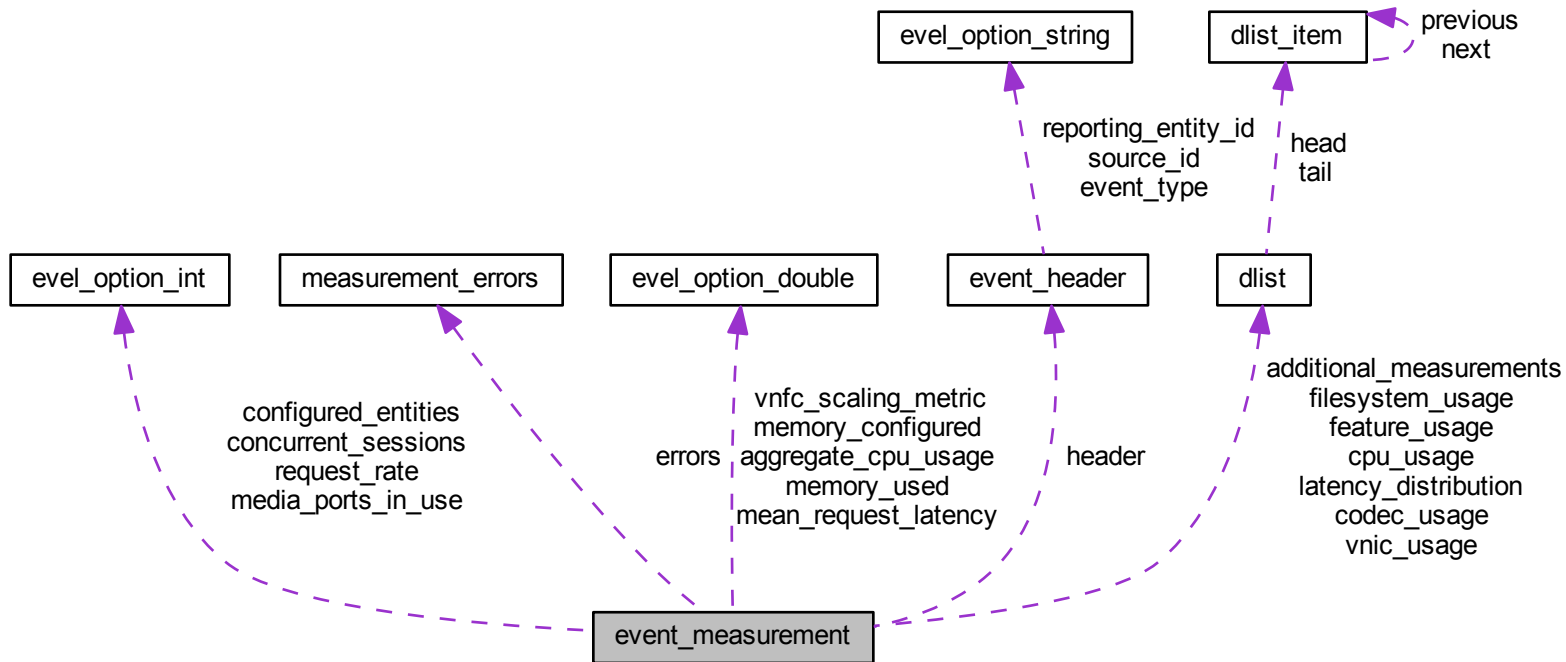 evel_option_string
dlist_item
previous
next
reporting_entity_id
source_id
event_type
head
tail
evel_option_int
measurement_errors
evel_option_double
event_header
dlist
configured_entities
concurrent_sessions
request_rate
media_ports_in_use
errors
vnfc_scaling_metric
memory_configured
aggregate_cpu_usage
memory_used
mean_request_latency
header
additional_measurements
filesystem_usage
feature_usage
cpu_usage
latency_distribution
codec_usage
vnic_usage
event_measurement